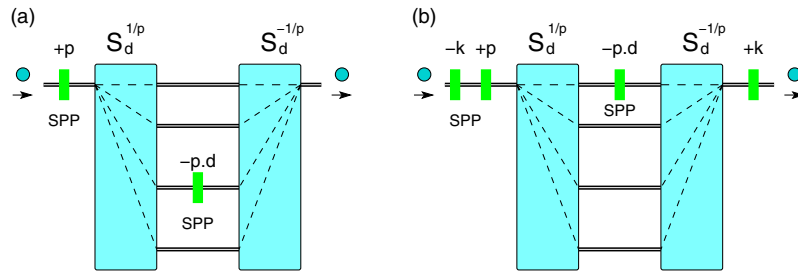 (a)
+p
S_d^{1/p}
S_d^{−1/p}
SPP
−p.d
SPP
(b)
−k +p
S_d^{1/p}
−p.d
S_d^{−1/p}
+k
SPP
SPP